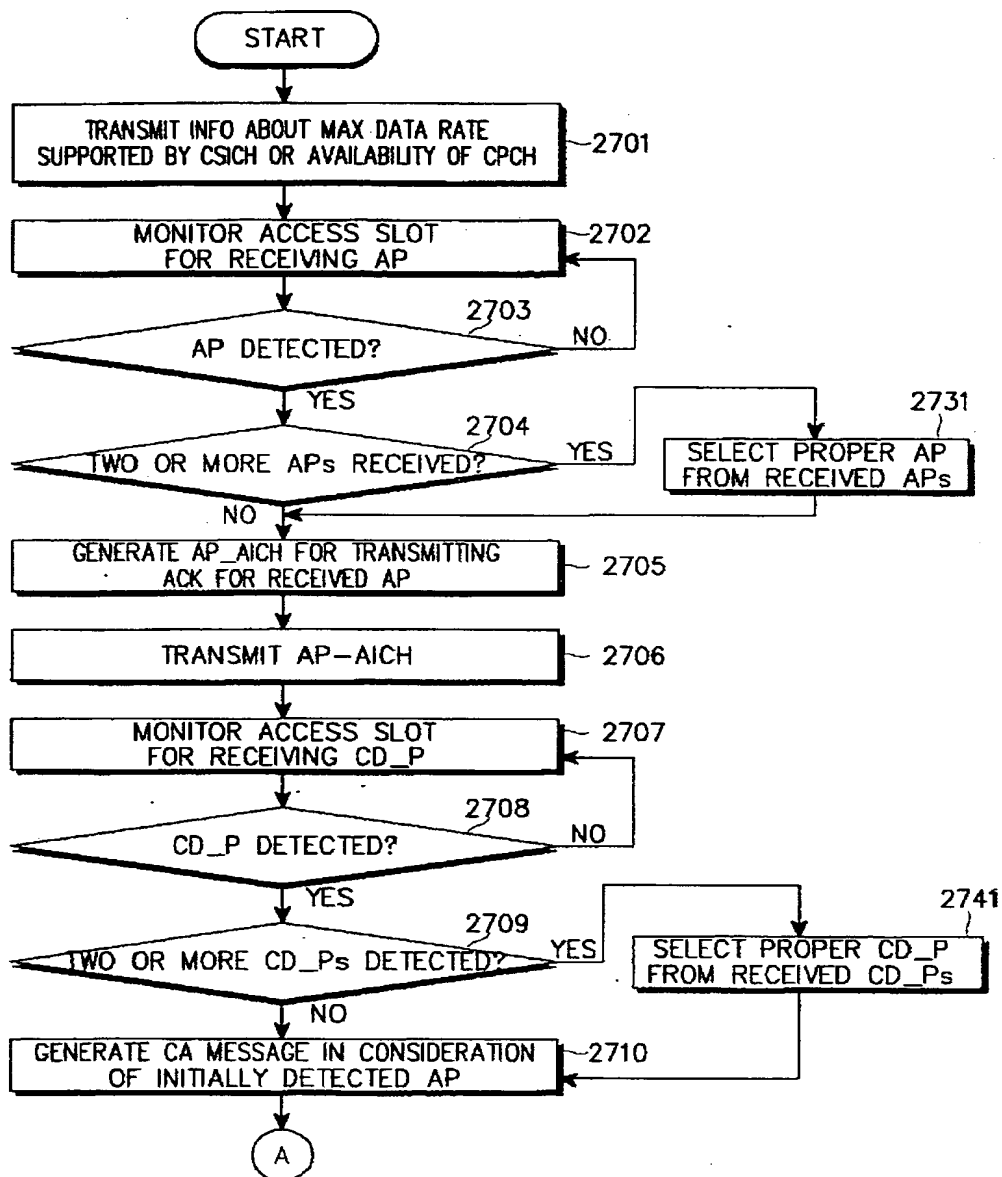 START
TRANSMIT INFO ABOUT MAX DATA RATE
SUPPORTED BY CSICH OR AVAILABILITY OF CPCH
2701
MONITOR ACCESS SLOT
FOR RECEIVING AP
2702
2703
AP DETECTED?
NO
YES
2704
TWO OR MORE APs RECEIVED?
YES
2731
SELECT PROPER AP
FROM RECEIVED APs
NO
GENERATE AP_AICH FOR TRANSMITTING
ACK FOR RECEIVED AP
2705
TRANSMIT AP-AICH
2706
MONITOR ACCESS SLOT
FOR RECEIVING CD_P
2707
2708
CD_P DETECTED?
NO
YES
2709
TWO OR MORE CD_Ps DETECTED?
YES
2741
SELECT PROPER CD_P
FROM RECEIVED CD_Ps
NO
GENERATE CA MESSAGE IN CONSIDERATION
OF INITIALLY DETECTED AP
2710
A